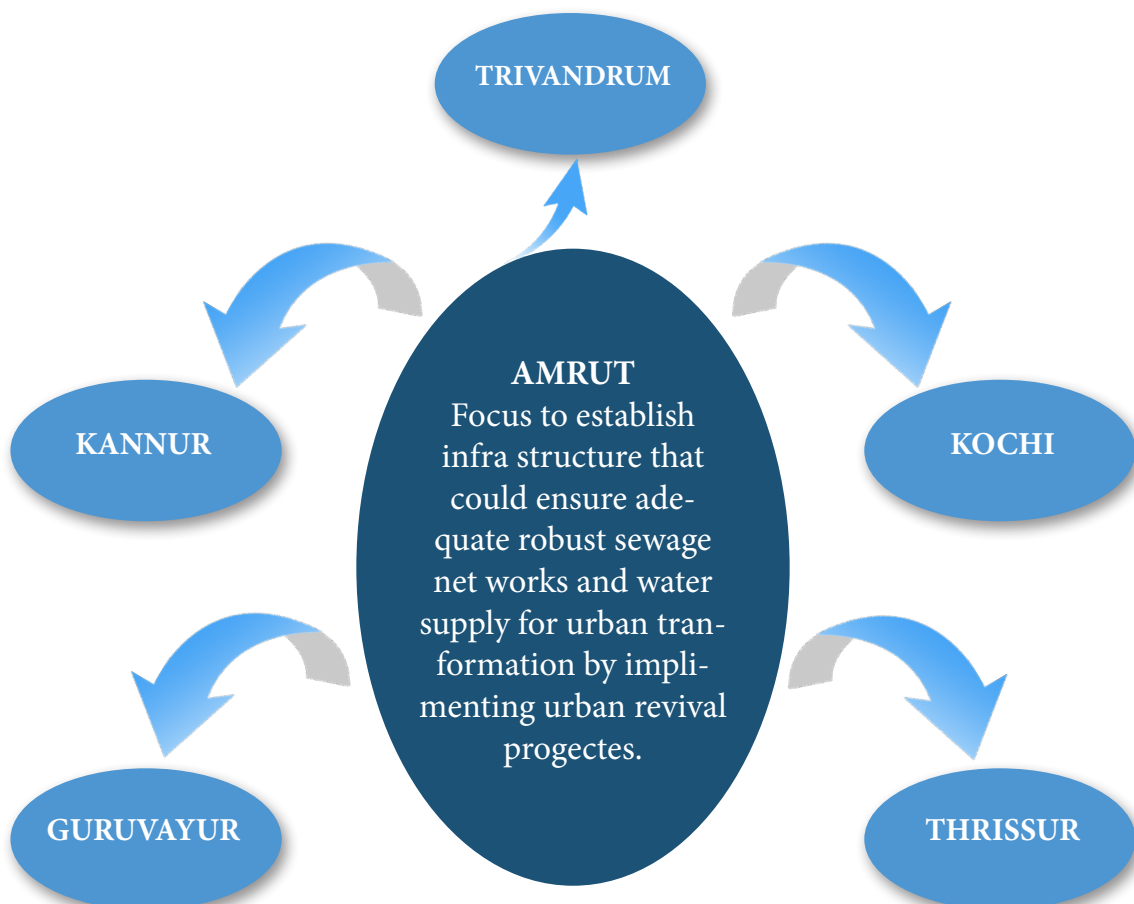 TRIVANDRUM
KANNUR
KOCHI
AMRUT
Focus to establish
infra structure that
could ensure ade-
quate robust sewage
net works and water
supply for urban tran-
formation by impli-
menting urban revival
progectes.
GURUVAYUR
THRISSUR